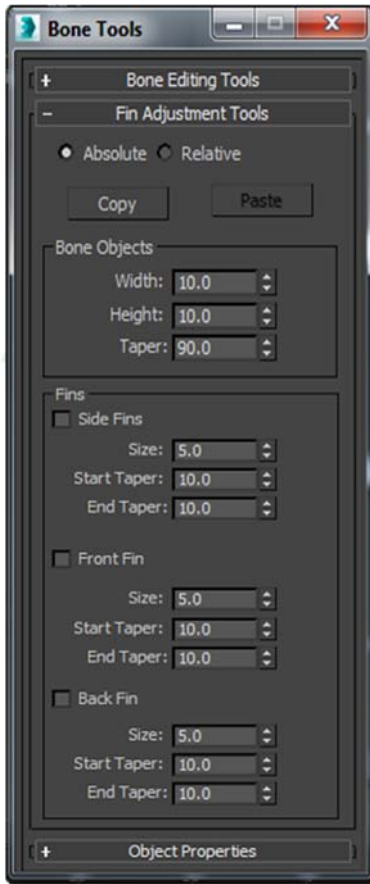 Bone Tools
+ Bone Editing Tools
- Fin Adjustment Tools
Absolute Relative
Copy Paste
Bone Objects
Width: 10.0
Height: 10.0
Taper: 90.0
Fins
Side Fins
Size: 5.0
Start Taper: 10.0
End Taper: 10.0
Front Fin
Size: 5.0
Start Taper: 10.0
End Taper: 10.0
Back Fin
Size: 5.0
Start Taper: 10.0
End Taper: 10.0
+ Object Properties